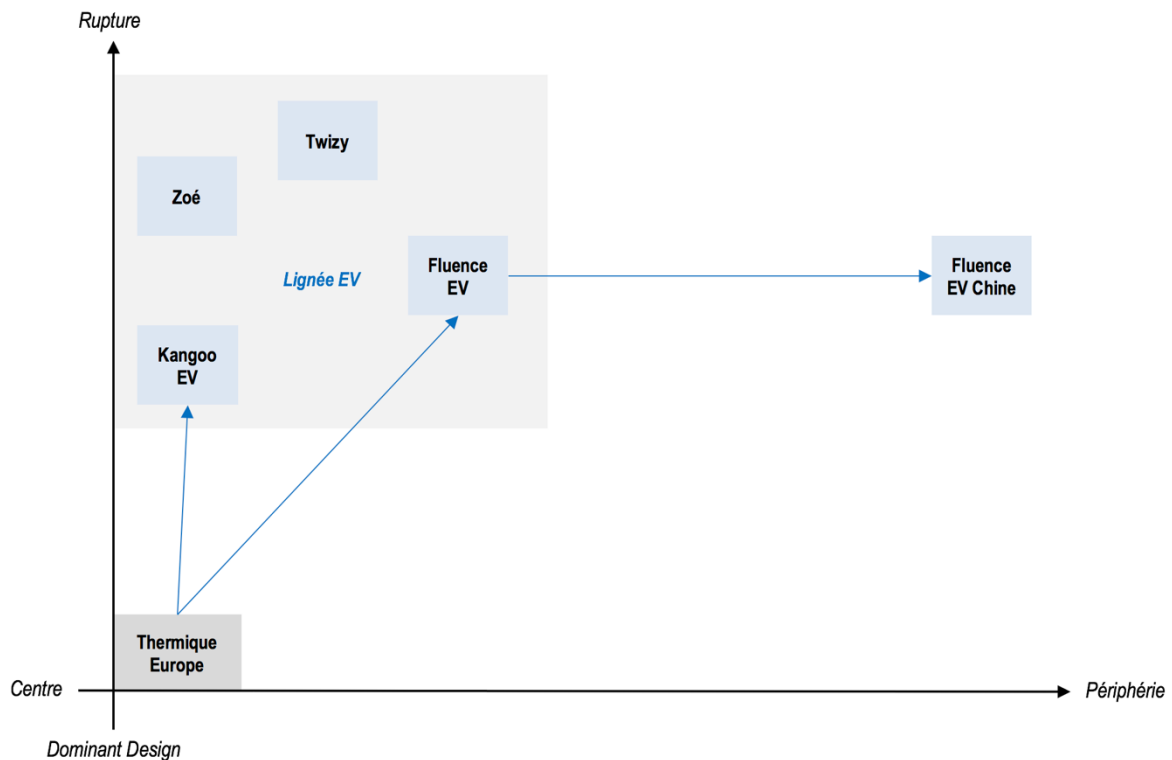 Rupture
Twizy
Zoé
Lignée EV
Fluence
EV
Fluence
EV Chine
Kangoo
EV
Thermique
Europe
Centre
Périphérie
Dominant Design